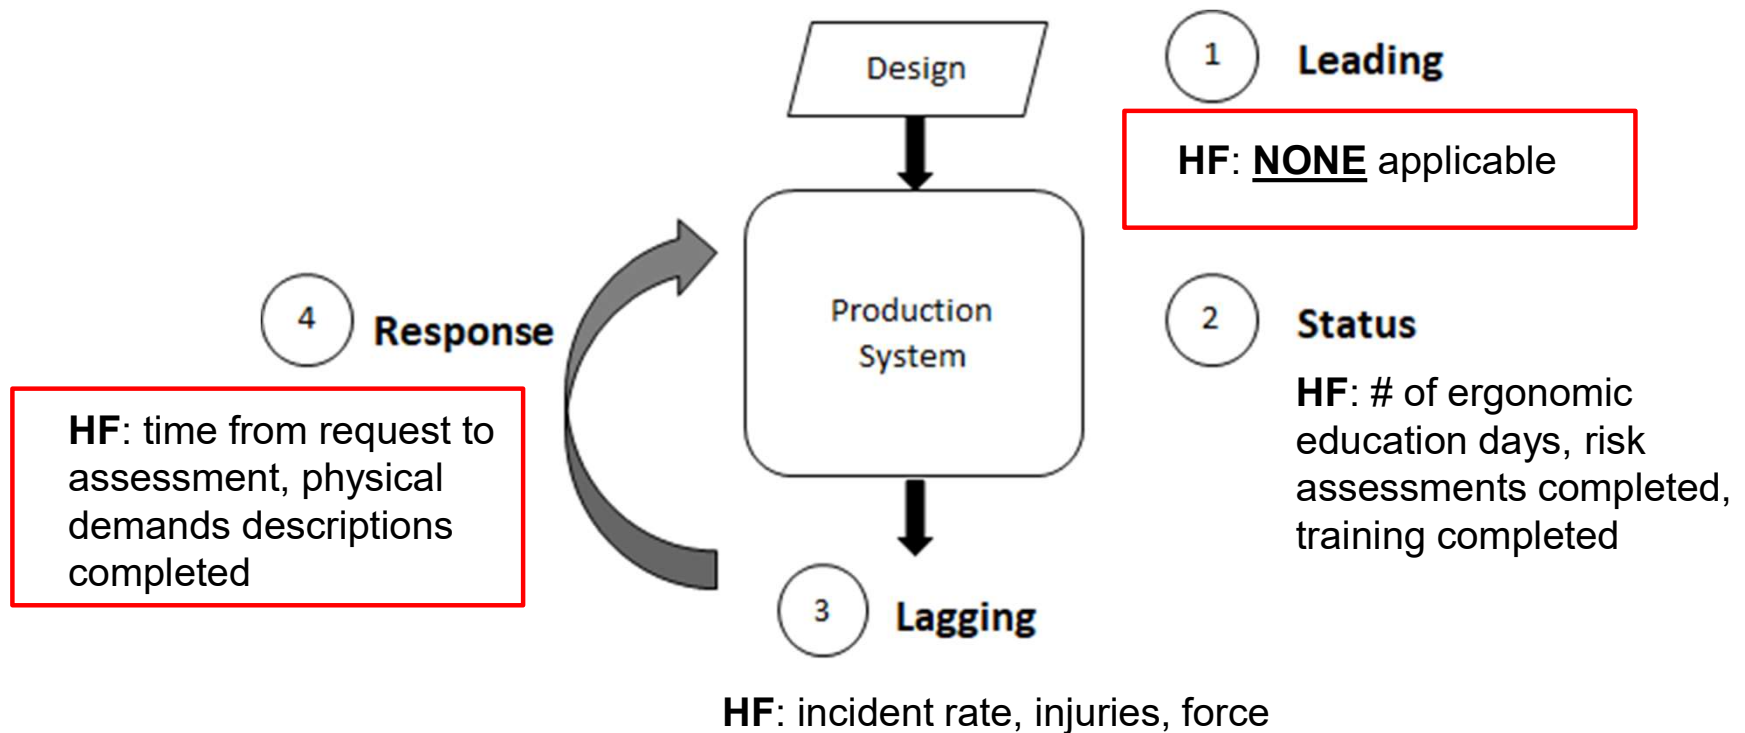 Design
1 Leading
HF: NONE applicable
Production
System
2 Status
HF: # of ergonomic
education days, risk
assessments completed,
training completed
3 Lagging
HF: incident rate, injuries, force
4 Response
HF: time from request to
assessment, physical
demands descriptions
completed